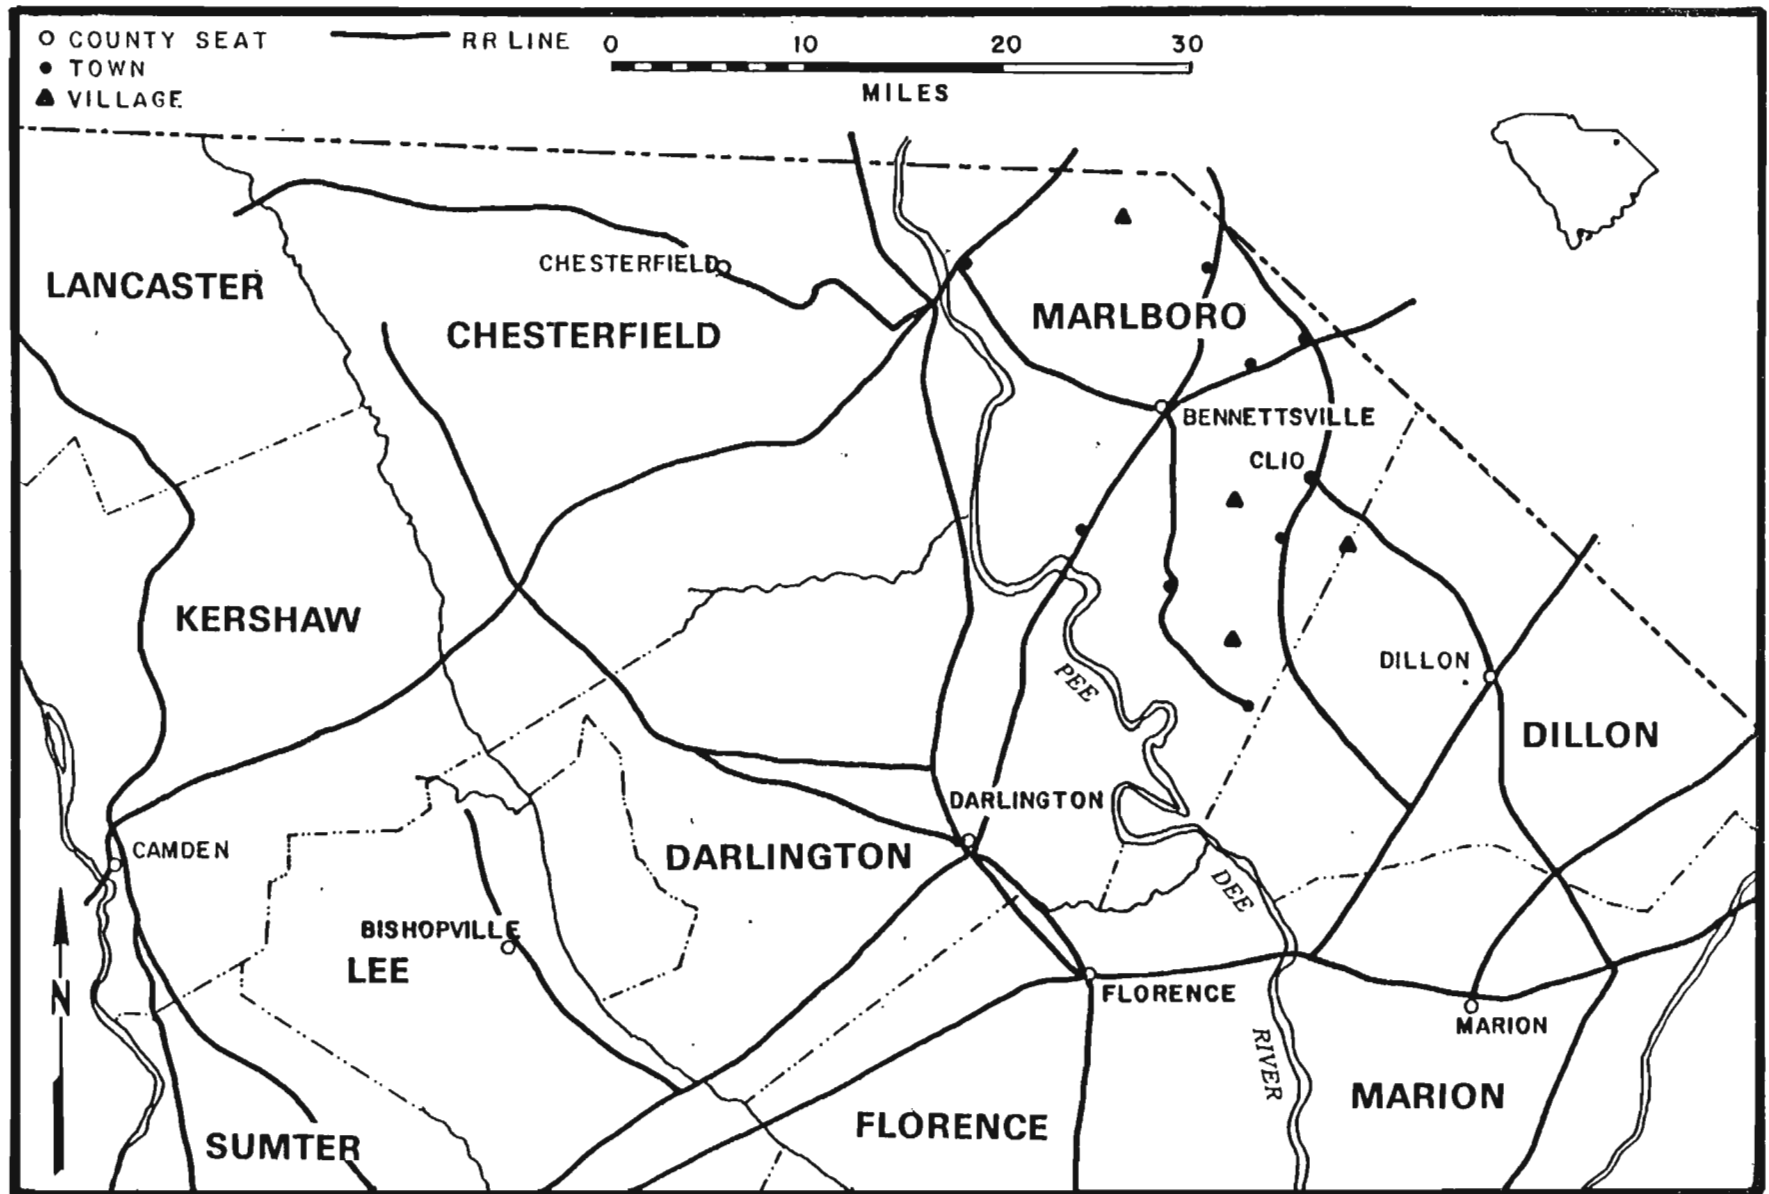 COUNTY SEAT
RR LINE
0 10 20 30
TOWN
MILES
VILLAGE
CHESTERFIELD
LANCASTER
MARLBORO
CHESTERFIELD
BENNETTSVILLE
CLIO
KERSHAW
PEE
DILLON
DILLON
DARLINGTON
CAMDEN
DARLINGTON
DEE
BISHOPVILLE
LEE
N
FLORENCE
MARION
RIVER
MARION
FLORENCE
SUMTER